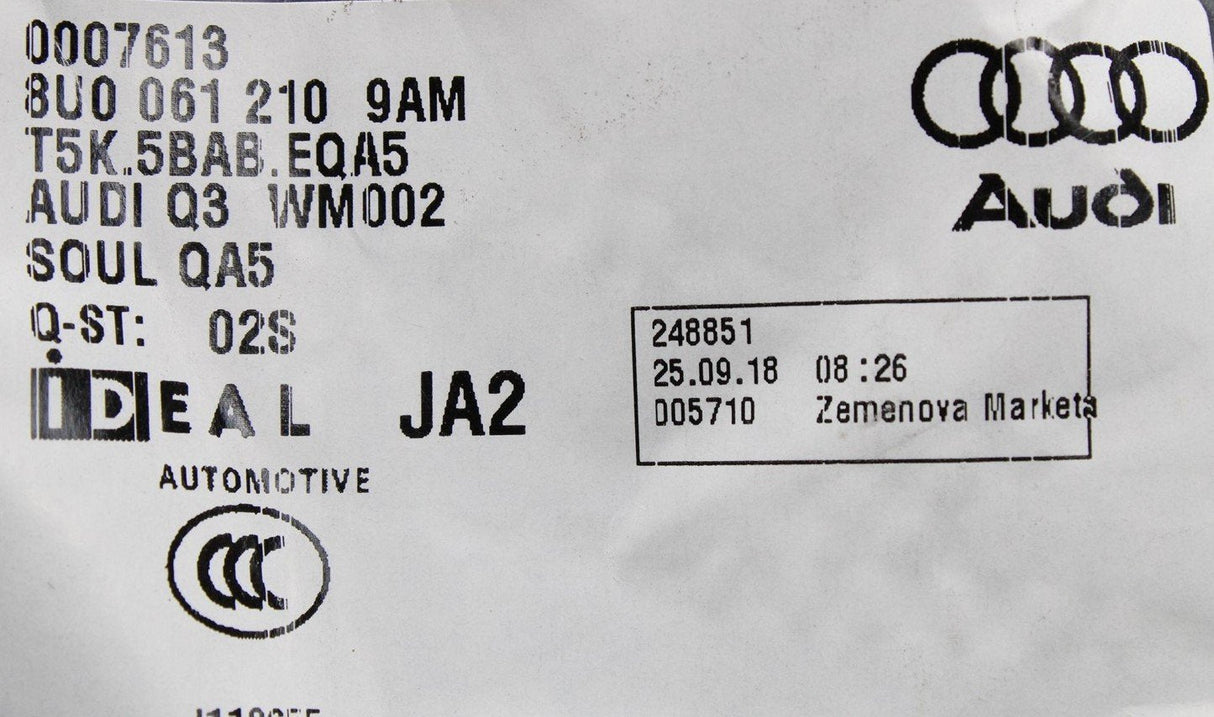 0007613
8U0 061 210 9AM
T5K.5BAB.EQA5
AUDI Q3 WM002
SOUL QA5
Q-ST: 02S
iDEAL JA2
AUTOMOTIVE
CCC
Audi
248851
25.09.18 08:26
005710 Zemenova Marketa